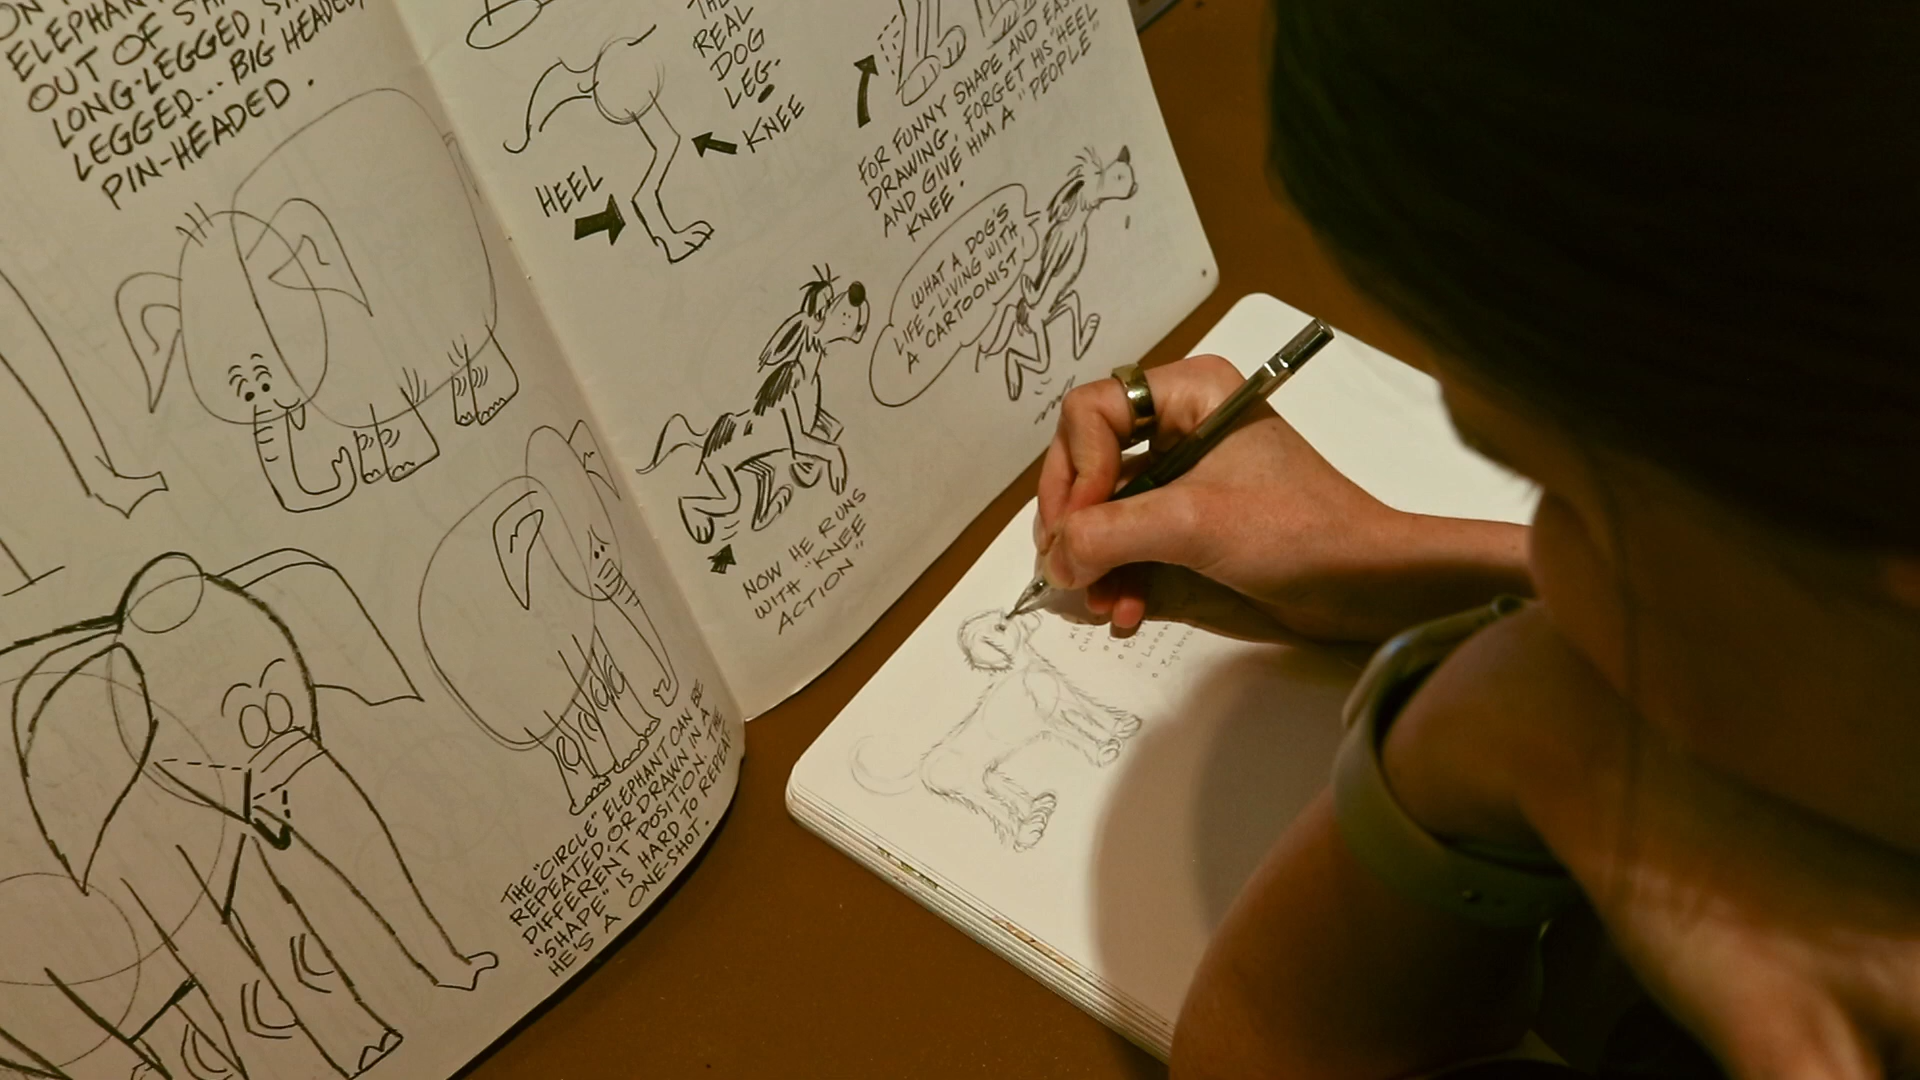 ON
ELEPHANT
OUT OF
LONG-LEGGED,
LEGGED... BIG HEADED,
PIN-HEADED.
THE "CIRCLE" ELEPHANT CAN BE
REPEATED, OR DRAWN IN A
DIFFERENT POSITION. THE
"SHAPE" IS HARD TO REPEAT
HE'S A ONE-SHOT.
REAL
DOG
LEG-
KNEE
HEEL
FOR FUNNY SHAPE AND EASY
DRAWING, FORGET HIS "HEEL"
AND GIVE HIM A "PEOPLE"
KNEE.
WHAT A DOG'S
LIFE - LIVING WITH
A CARTOONIST!
NOW HE RUNS
WITH "KNEE
ACTION"